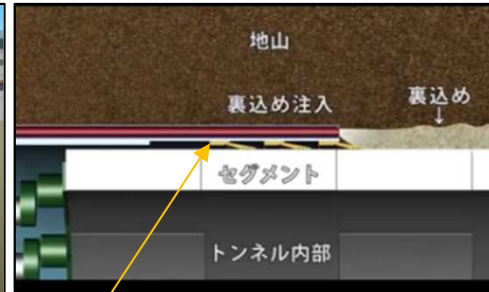 地山
裏込め注入
裏込め
↓
セグメント
トンネル内部